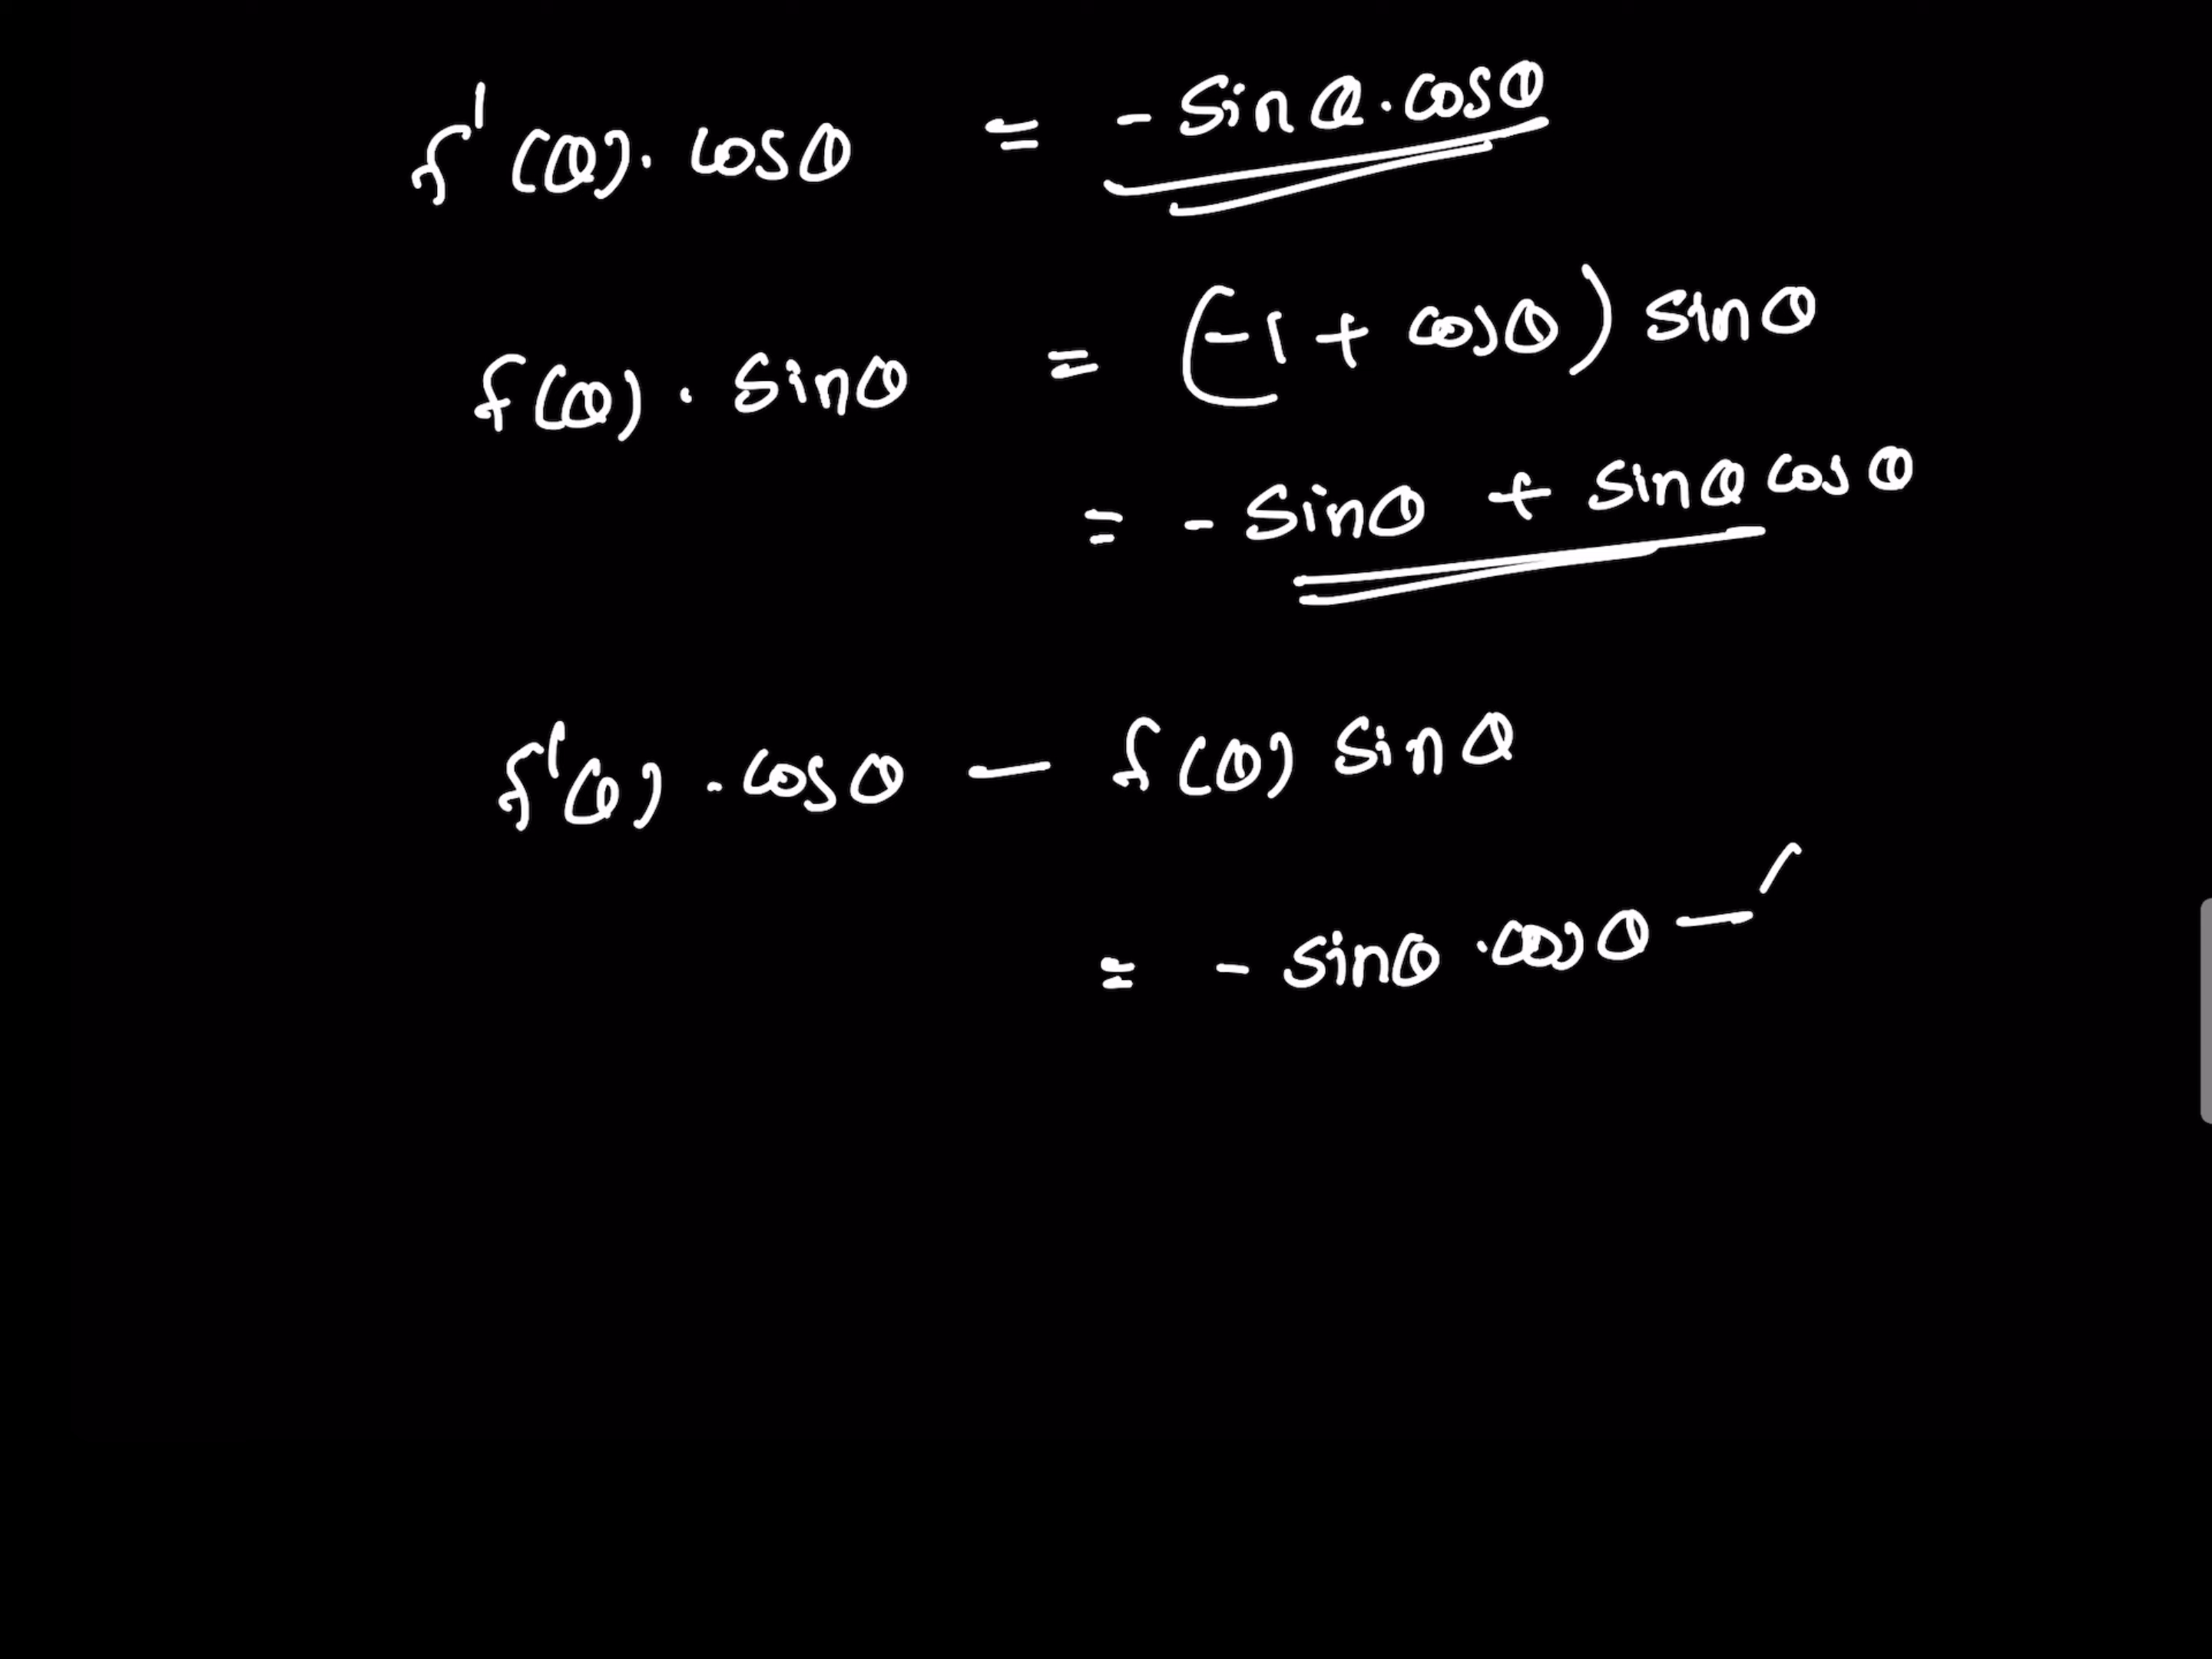 f'(θ). cosθ = - sinθ.cosθ
f(θ) . sinθ = (-1 + cosθ) sinθ
= - sinθ + sinθ cosθ
f'(θ) . cosθ - f(θ) sinθ
= - sinθ .cosθ -